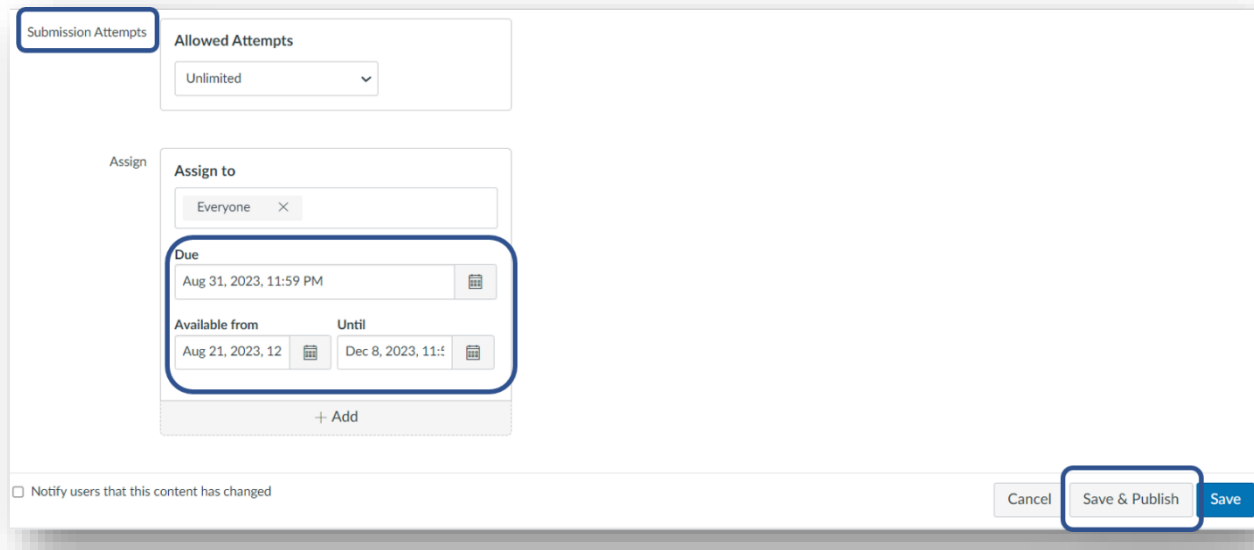 Submission Attempts
Allowed Attempts
Unlimited
Assign
Assign to
Everyone
Due
Aug 31, 2023, 11:59 PM
Available from Until
Aug 21, 2023, 12 Dec 8, 2023, 11:5
+ Add
Notify users that this content has changed
Cancel Save & Publish Save